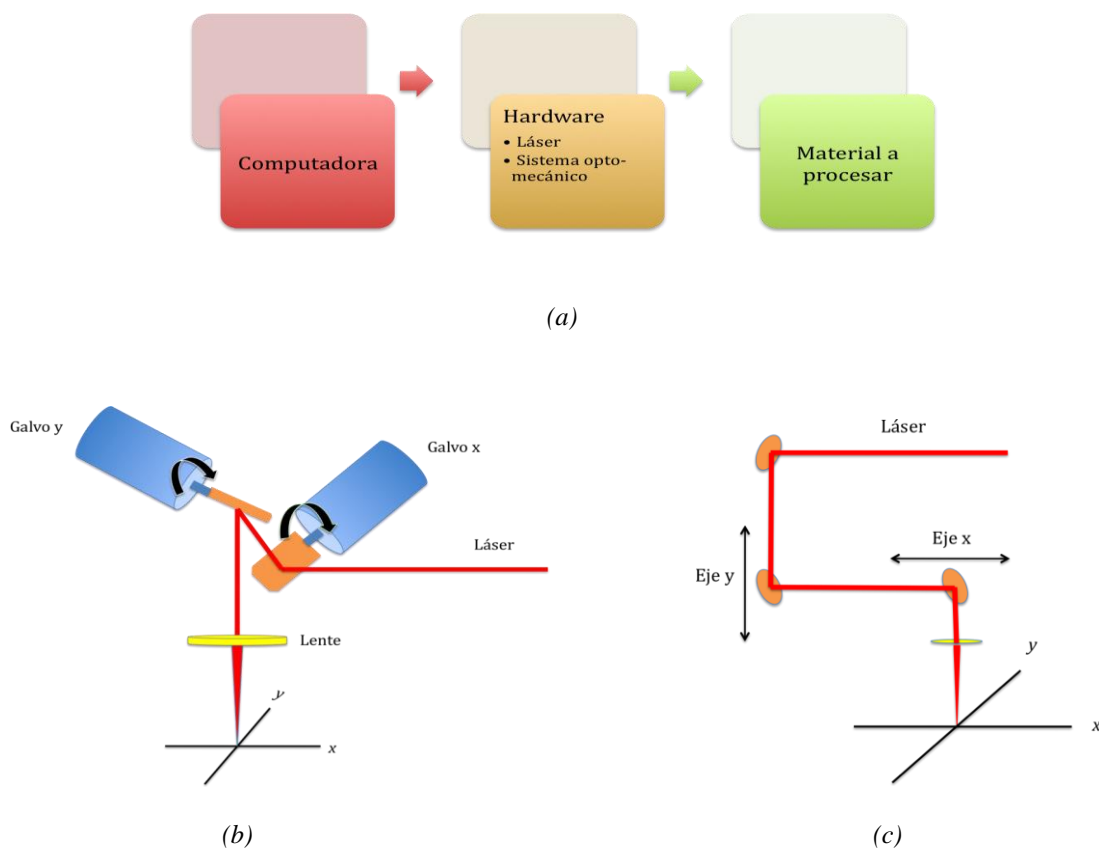 Computadora
Hardware
• Láser
• Sistema opto-
mecánico
Material a
procesar
(a)
Galvo y
Galvo x
Láser
Lente
y
x
(b)
Láser
Eje x
Eje y
y
x
(c)